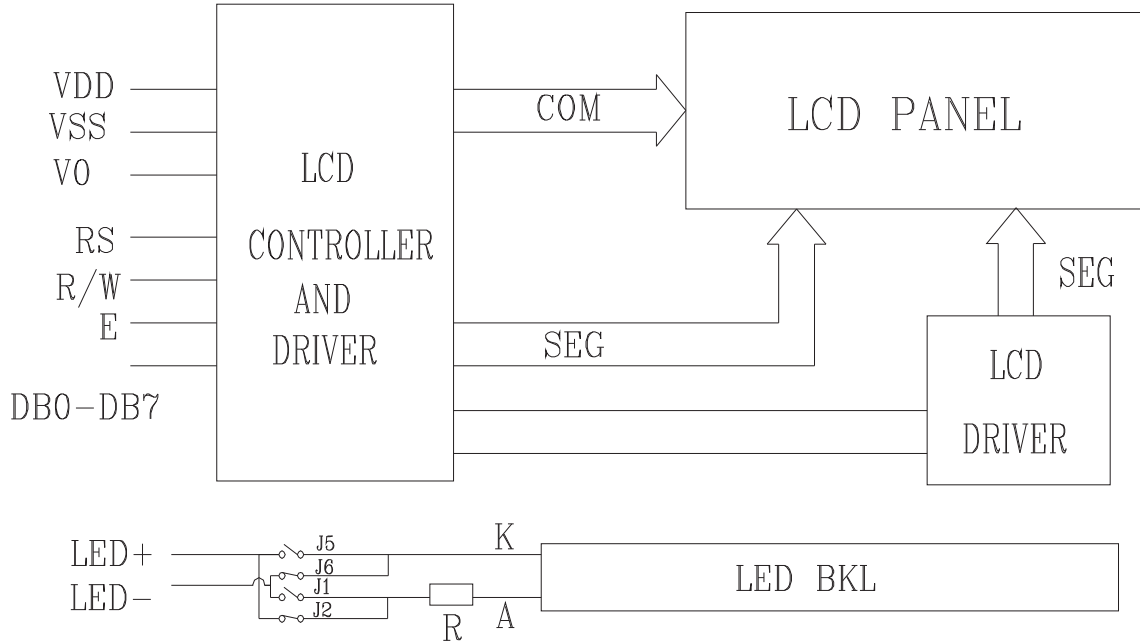 VDD
VSS
V0
RS
R/W
E
DB0-DB7
LCD
CONTROLLER
AND
DRIVER
COM
LCD PANEL
SEG
SEG
LCD
DRIVER
LED+
LED-
J5
J6
J1
J2
K
R
A
LED BKL